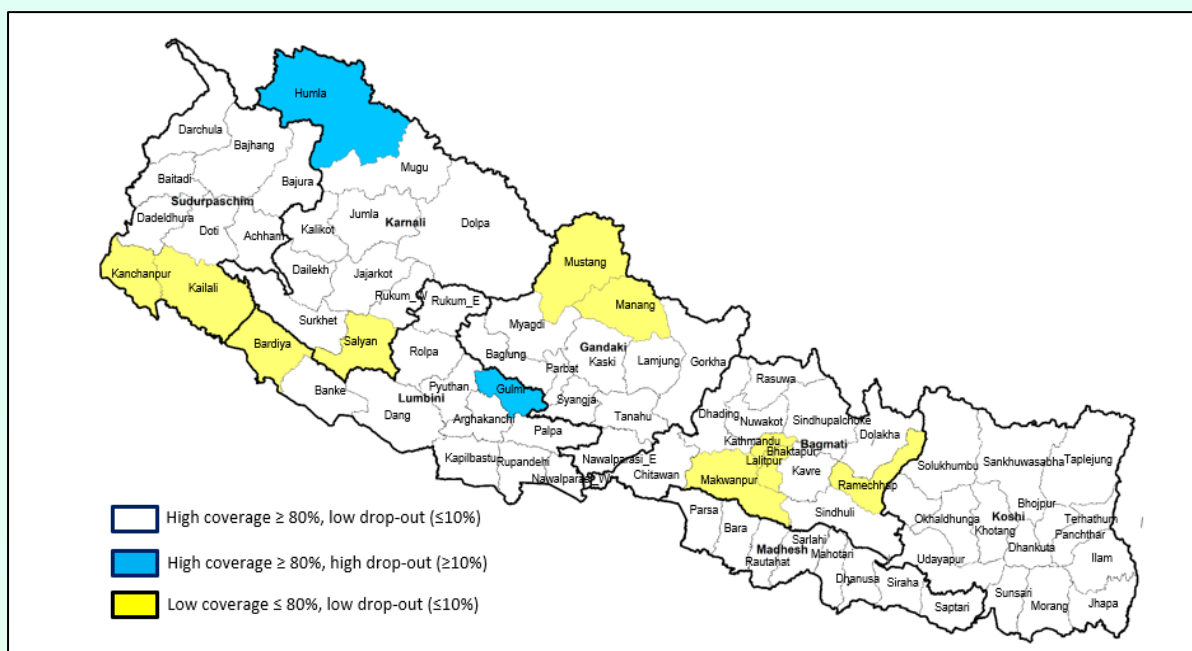 Humla
Darchula
Bajhang
Mugu
Baitadi
Bajura
Sudurpaschim
Dadeldhura
Doti
Achham
Jumla
Karnali
Kalikot
Dolpa
Kanchanpur
Kailali
Dailekh
Jajarkot
Rukum_W
Rukum_E
Mustang
Manang
Surkhet
Salyan
Bardiya
Myagdi
Rolpa
Baglung
Gandaki
Kaski
Lamjung
Gorkha
Parbat
Banke
Pyuthan
Gulmi
Syangja
Lumbini
Dang
Arghakanchi
Tanahu
Palpa
Kapilbastu
Rupandehi
Nawalparasi_W
Nawalparasi_E
Chitawan
Rasuwa
Dhading
Nuwakot
Sindhupalchoke
Dolakha
Kathmandu
Bagmati
Bhaktapur
Lalitpur
Kavre
Makwanpur
Ramechhap
Sindhuli
Solukhumbu
Sankhuwasabha
Taplejung
Bhojpur
Okhaldhunga
Koshi
Khotang
Terhathum
Panchthar
Dhankuta
Udayapur
Ilam
Parsa
Bara
Sarlahi
Madhesh
Mahotari
Rautahat
Dhanusa
Siraha
Saptari
Sunsari
Morang
Jhapa
High coverage ≥ 80%, low drop-out (≤10%)
High coverage ≥ 80%, high drop-out (≥10%)
Low coverage ≤ 80%, low drop-out (≤10%)